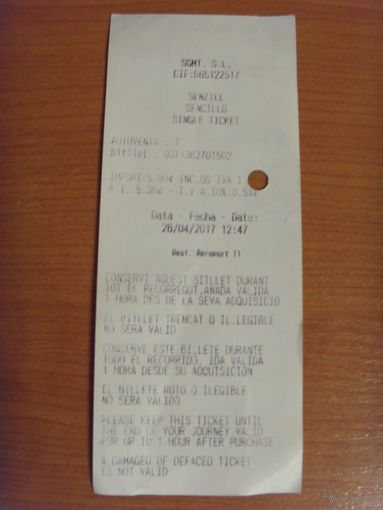 SGMT, S.L.
CIF:B65122517
SENZILL
SENCILLO
SINGLE TICKET
AUTOVENTA : 7
Bitllet : 0071362701502
IMPORT:5.90€ INC.OS IVA I
B.I.:5.36€ - I.V.A.10%:0.54€
Data - Fecha - Date:
26/04/2017 12:47
Dest. Aeroport T1
CONSERVI AQUEST BITLLET DURANT
TOT EL RECORREGUT,ANADA VALIDA
1 HORA DES DE LA SEVA ADQUISICIO
EL BITLLET TRENCAT O IL.LEGIBLE
NO SERA VALID
CONSERVE ESTE BILLETE DURANTE
TODO EL RECORRIDO, IDA VALIDA
1 HORA DESDE SU ADQUISICIÓN
EL BILLETE ROTO O ILEGIBLE
NO SERA VALIDO
PLEASE KEEP THIS TICKET UNTIL
THE END OF YOUR JOURNEY VALID
FOR UP TO 1 HOUR AFTER PURCHASE
A DAMAGED OF DEFACED TICKET
IS NOT VALID